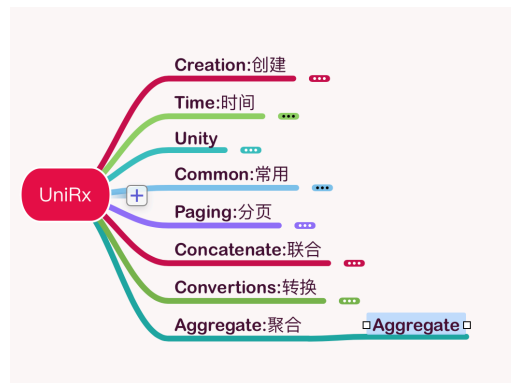 Creation:创建
Time:时间
Unity
UniRx
Common:常用
Paging:分页
Concatenate:联合
Convertions:转换
Aggregate:聚合
Aggregate